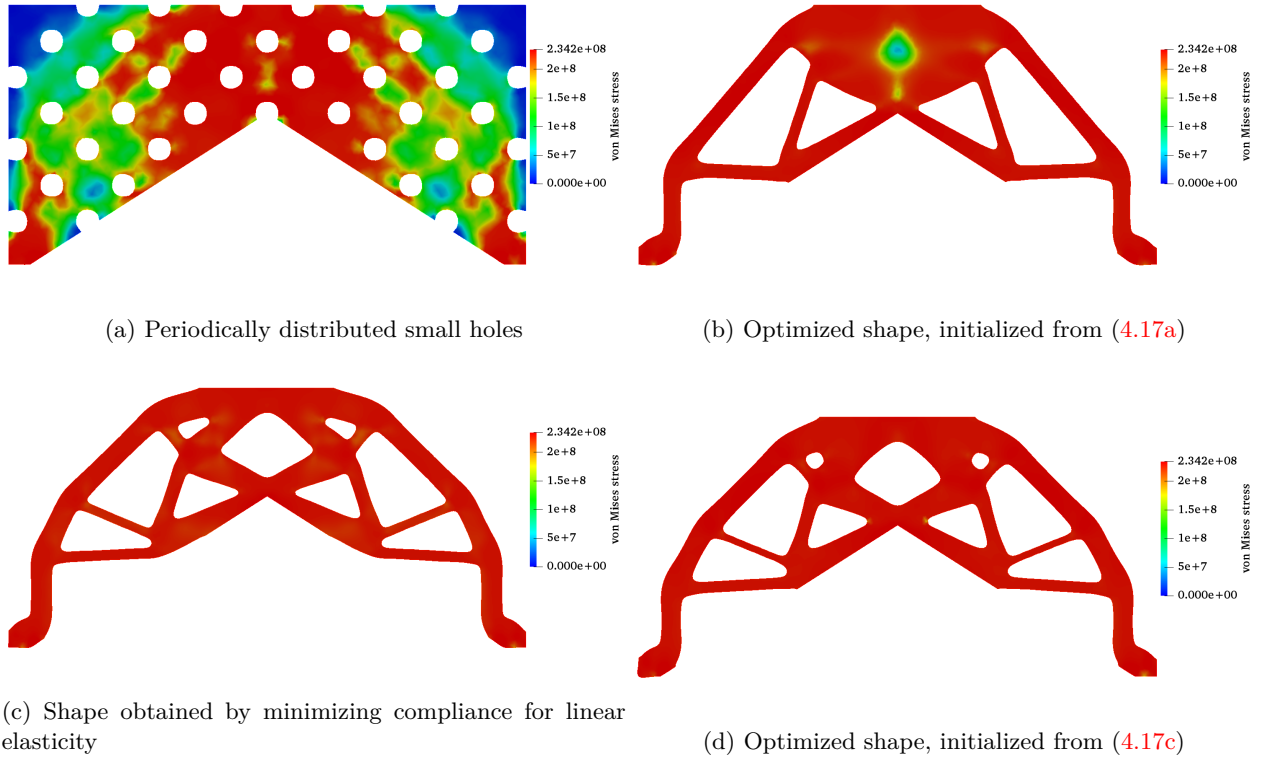 2.342e+08
2e+8
1.5e+8
1e+8
5e+7
0.000e+00
von Mises stress
2.342e+08
2e+8
1.5e+8
1e+8
5e+7
0.000e+00
von Mises stress
(a) Periodically distributed small holes
(b) Optimized shape, initialized from (4.17a)
2.342e+08
2e+8
1.5e+8
1e+8
5e+7
0.000e+00
von Mises stress
2.342e+08
2e+8
1.5e+8
1e+8
5e+7
0.000e+00
von Mises stress
(c) Shape obtained by minimizing compliance for linear
elasticity
(d) Optimized shape, initialized from (4.17c)